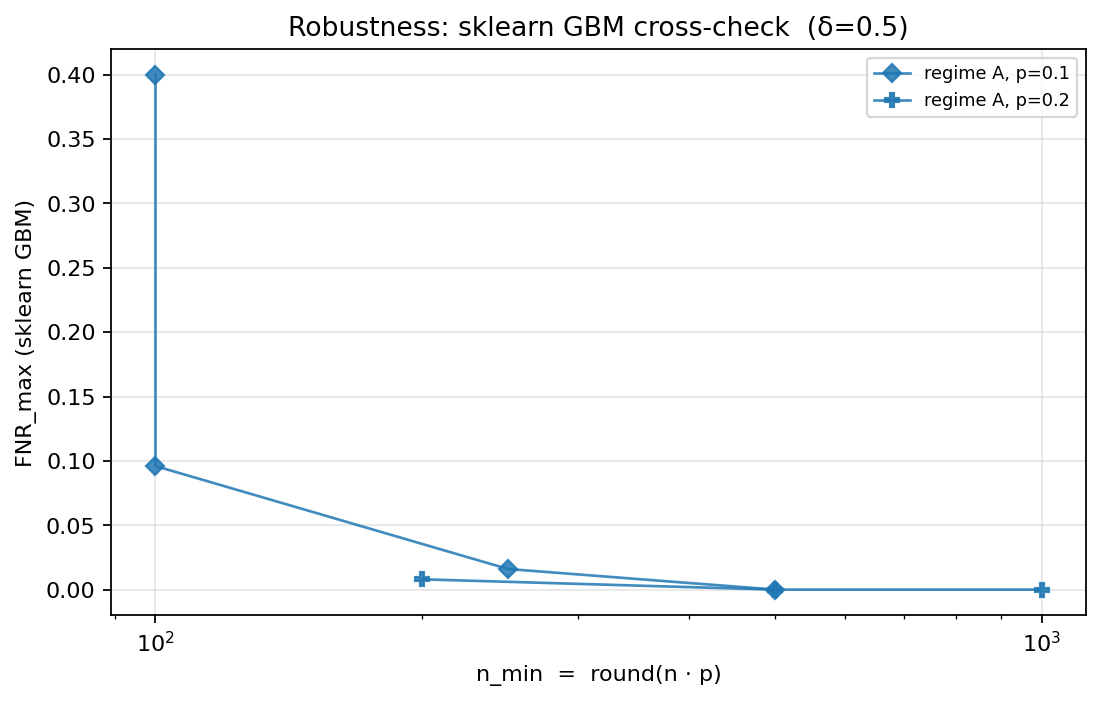 Robustness: sklearn GBM cross-check  (δ=0.5)
regime A, p=0.1
regime A, p=0.2
FNR_max (sklearn GBM)
0.40
0.35
0.30
0.25
0.20
0.15
0.10
0.05
0.00
10²
10³
n_min  =  round(n · p)